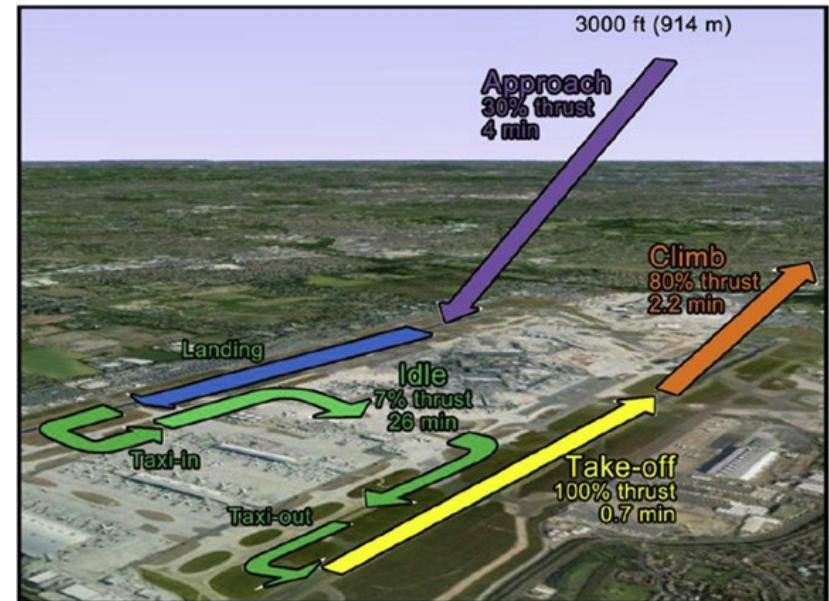 3000 ft (914 m)
Approach
30% thrust
4 min
Climb
80% thrust
2.2 min
Landing
Idle
7% thrust
26 min
Taxi-in
Take-off
100% thrust
0.7 min
Taxi-out